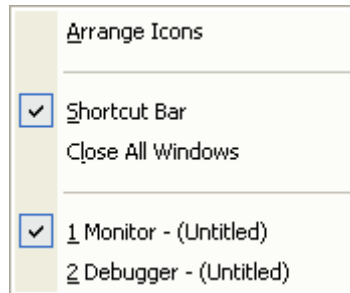 Arrange Icons
Shortcut Bar
Close All Windows
1 Monitor - (Untitled)
2 Debugger - (Untitled)